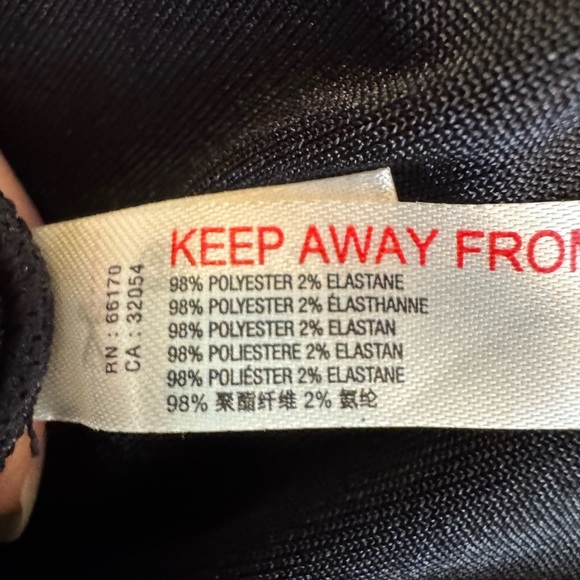 KEEP AWAY FROM
98% POLYESTER 2% ELASTANE
98% POLYESTER 2% ÉLASTHANNE
98% POLYESTER 2% ELASTAN
98% POLIESTERE 2% ELASTAN
98% POLIÉSTER 2% ELASTANE
98% 聚酯纤维 2% 氨纶
RN : 66170
CA : 32054